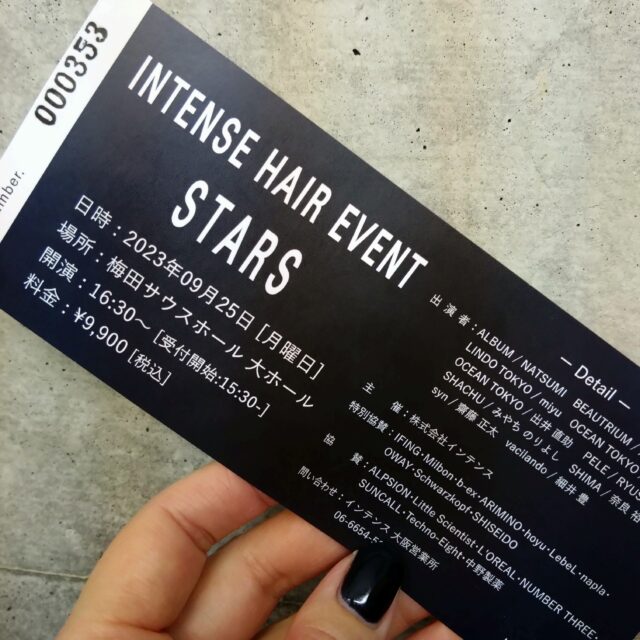 000353
mber.
INTENSE HAIR EVENT
STARS
日時：2023年09月25日 [月曜日]
場所：梅田サウスホール 大ホール
開演：16:30～ [受付開始:15:30-]
料金：¥9,900 [税込]
— Detail —
出演者：ALBUM / NATSUMI BEAUTRIUM /
LINDO TOKYO / miyu OCEAN TOKYO
OCEAN TOKYO / 出井 直助 PELE / RYO
SHACHU / みやち のりよし SHIMA / 奈良 裕
syn / 齋藤 正太 vacilando / 細井 豊
主 催：株式会社インテンス
特別協賛：IFING・Milbon・b-ex・ARIMINO・hoyu・LebeL・napla・
OWAY・Schwarzkopf・SHISEIDO
協 賛：ALPSION・Little Scientist・L'OREAL・NUMBER THREE・
SUNCALL・Techno-Eight・中野製薬
問い合わせ：インテンス 大阪営業所
06-6664-